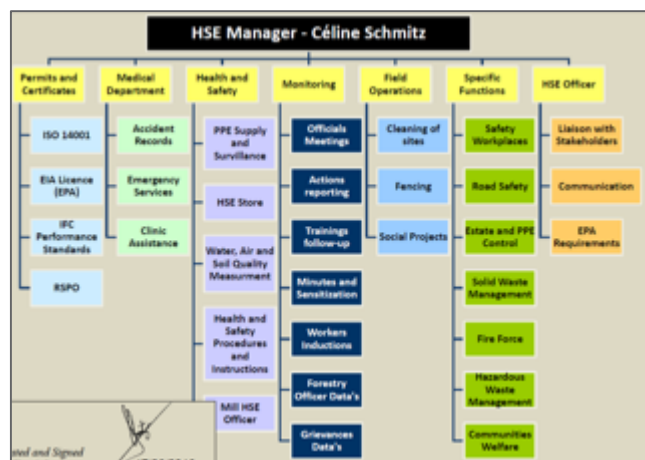 HSE Manager - Céline Schmitz
Permits and
Certificates
ISO 14001
EIA Licence
(EPA)
IFC
Performance
Standards
RSPO
Medical
Department
Accident
Records
Emergency
Services
Clinic
Assistance
Health and
Safety
PPE Supply
and
Survillance
HSE Store
Water, Air and
Soil Quality
Measurment
Health and
Safety
Procedures
and
Instructions
Mill HSE
Officer
Monitoring
Officials
Meetings
Actions
reporting
Trainings
follow-up
Minutes and
Sensitization
Workers
Inductions
Forestry
Officer Data's
Grievances
Data's
Field
Operations
Cleaning of
sites
Fencing
Social Projects
Specific
Functions
Safety
Workplaces
Road Safety
Estate and PPE
Control
Solid Waste
Management
Fire Force
Hazardous
Waste
Management
Communities
Welfare
HSE Officer
Liaison with
Stakeholders
Communication
EPA
Requirements
and Signed